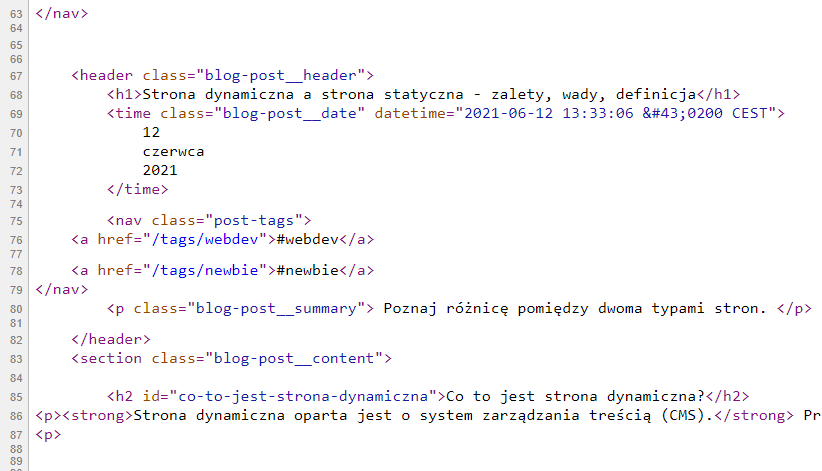 63 </nav>
64
65
66
67 <header class="blog-post__header">
68 <h1>Strona dynamiczna a strona statyczna - zalety, wady, definicja</h1>
69 <time class="blog-post__date" datetime="2021-06-12 13:33:06 &#43;0200 CEST">
70 12
71 czerwca
72 2021
73 </time>
74
75 <nav class="post-tags">
76 <a href="/tags/webdev">#webdev</a>
77
78 <a href="/tags/newbie">#newbie</a>
79 </nav>
80 <p class="blog-post__summary"> Poznaj różnicę pomiędzy dwoma typami stron. </p>
81
82 </header>
83 <section class="blog-post__content">
84
85 <h2 id="co-to-jest-strona-dynamiczna">Co to jest strona dynamiczna?</h2>
86 <p><strong>Strona dynamiczna oparta jest o system zarządzania treścią (CMS).</strong> Pr
87 <p>
88
89